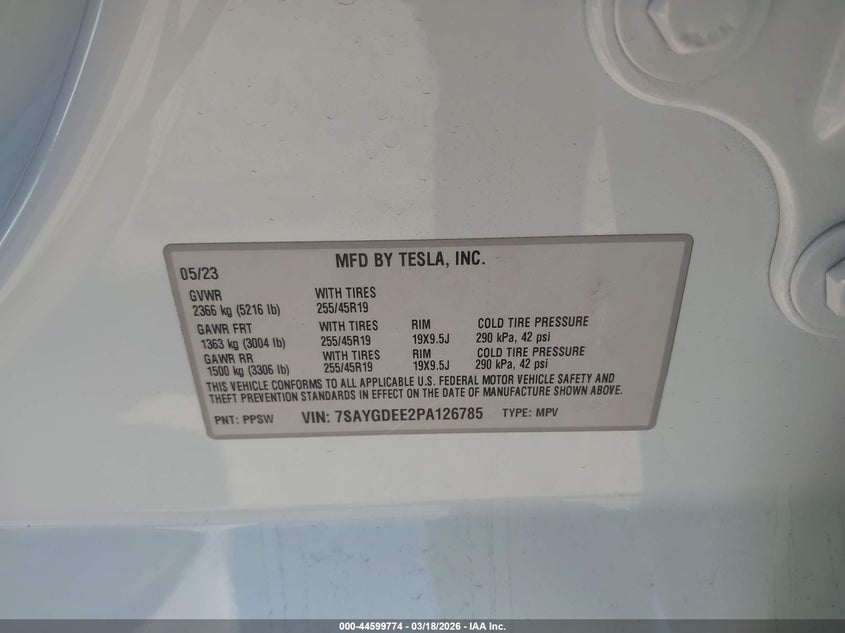 MFD BY TESLA, INC.
05/23
GVWR WITH TIRES
2366 kg (5216 lb) 255/45R19
GAWR FRT WITH TIRES RIM COLD TIRE PRESSURE
1363 kg (3004 lb) 255/45R19 19X9.5J 290 kPa, 42 psi
GAWR RR WITH TIRES RIM COLD TIRE PRESSURE
1500 kg (3306 lb) 255/45R19 19X9.5J 290 kPa, 42 psi
THIS VEHICLE CONFORMS TO ALL APPLICABLE U.S. FEDERAL MOTOR VEHICLE SAFETY AND
THEFT PREVENTION STANDARDS IN EFFECT ON THE DATE OF MANUFACTURE SHOWN ABOVE.
PNT: PPSW VIN: 7SAYGDEE2PA126785 TYPE: MPV
000-44599774 — 03/18/2026 — IAA Inc.